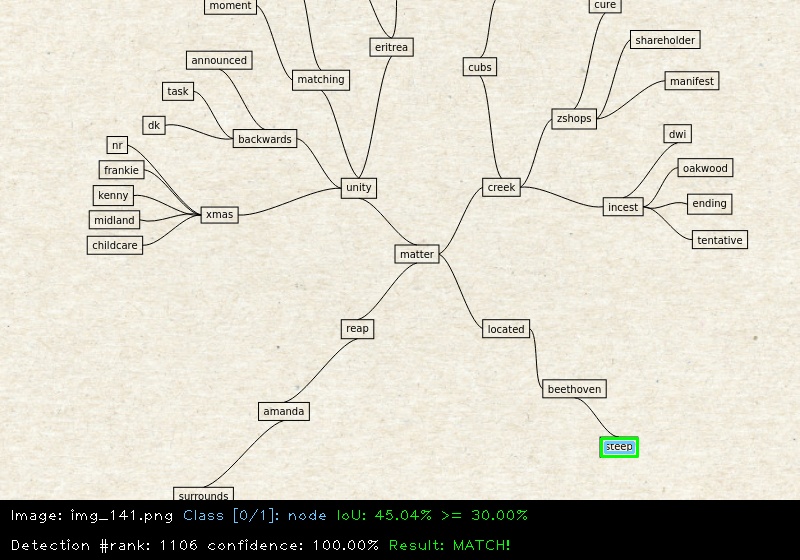 moment
cure
eritrea
shareholder
announced
matching
cubs
manifest
task
zshops
dk
backwards
dwi
nr
frankie
oakwood
kenny
unity
creek
ending
midland
xmas
incest
childcare
matter
tentative
reap
located
beethoven
amanda
steep
surrounds
Image: img_141.png Class [0/1]: node IoU: 45.04% >= 30.00%
Detection #rank: 1106 confidence: 100.00% Result: MATCH!